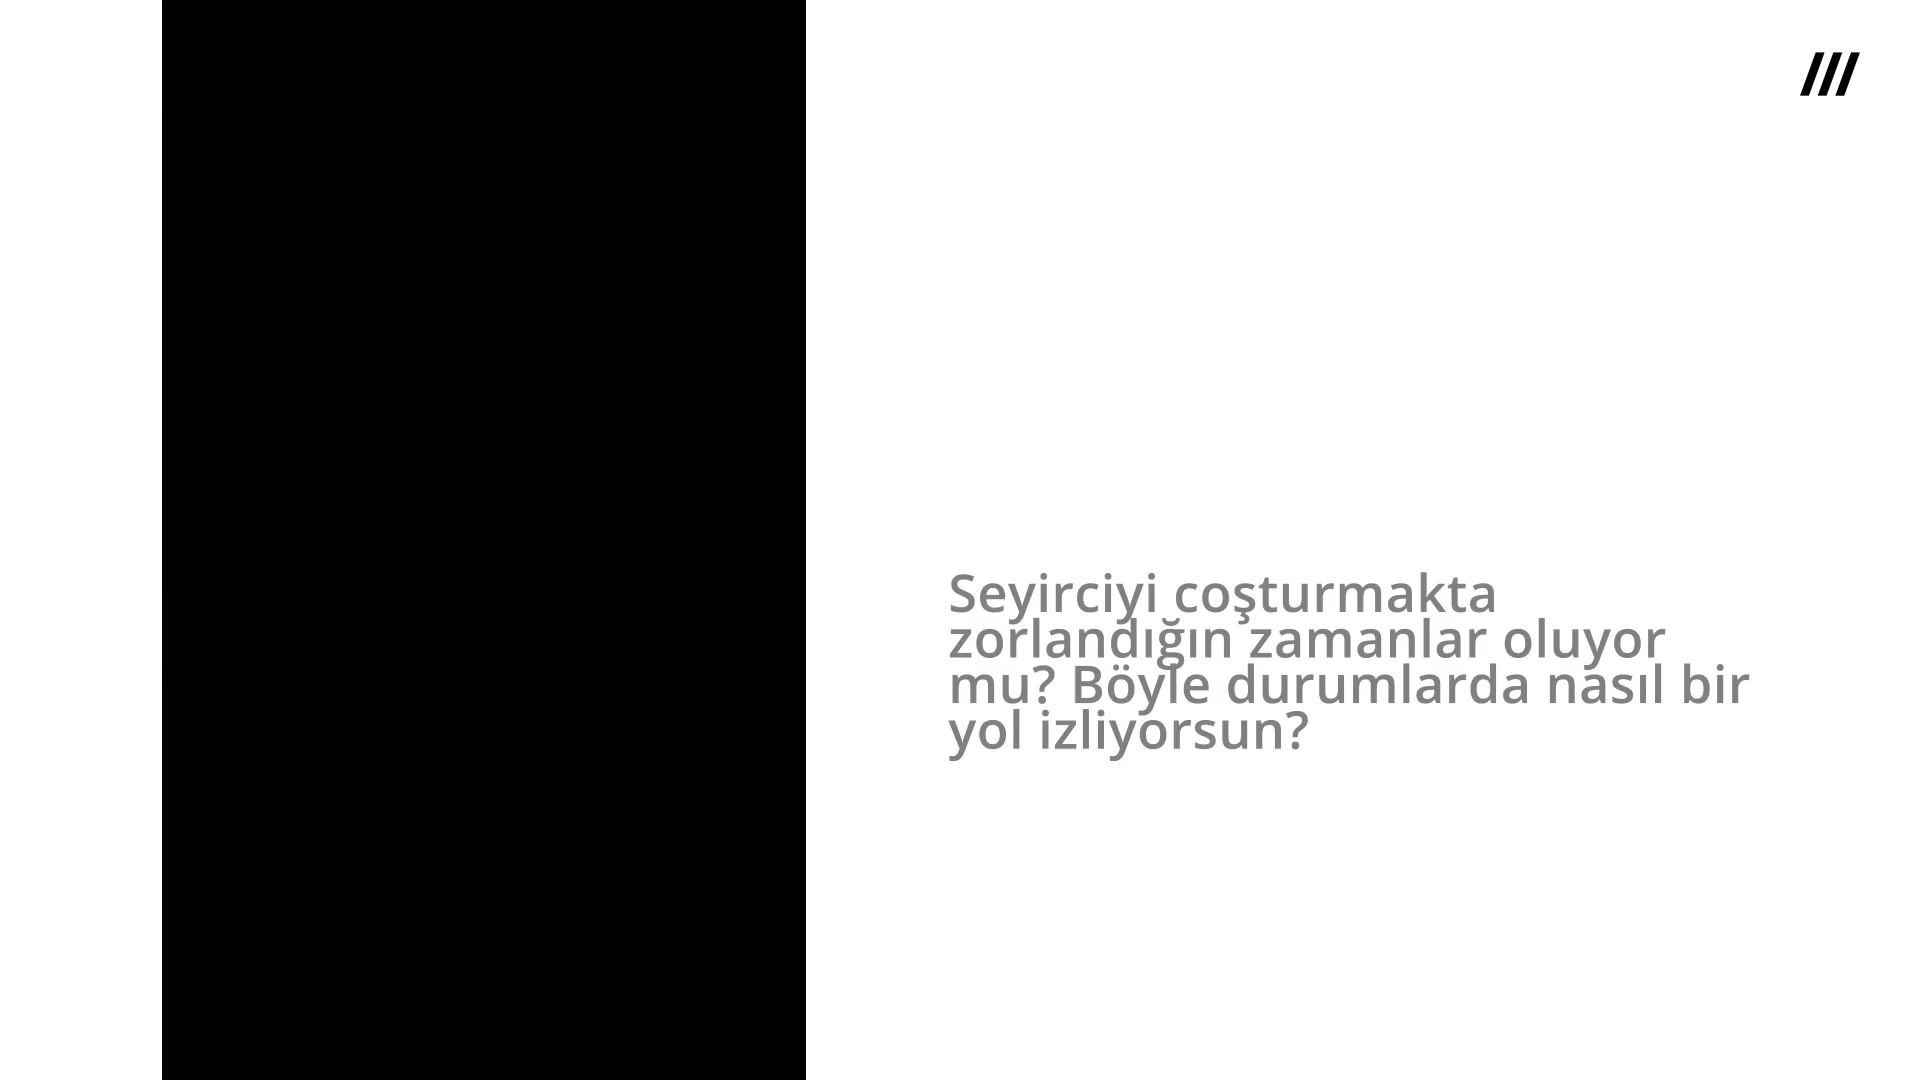 Seyirciyi coşturmakta
zorlandığın zamanlar oluyor
mu? Böyle durumlarda nasıl bir
yol izliyorsun?